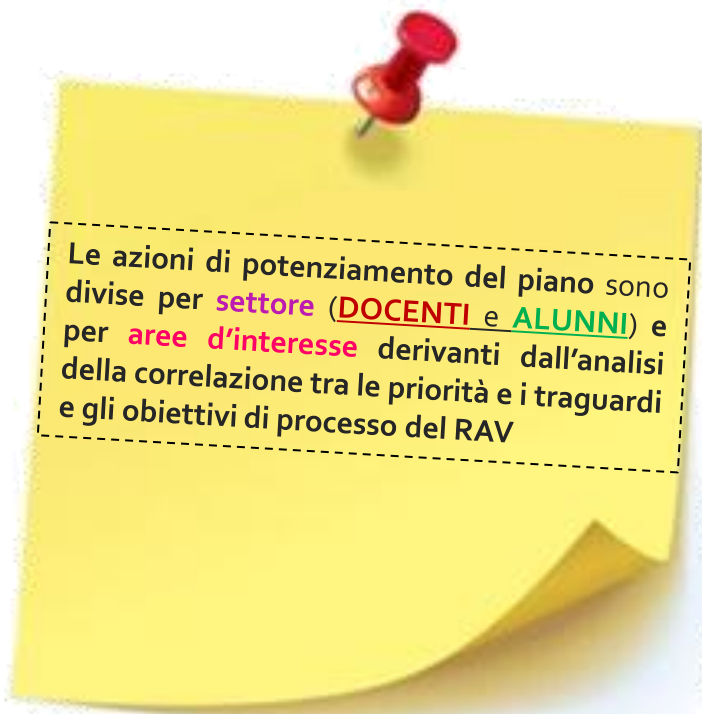 Le azioni di potenziamento del piano sono
divise per settore (DOCENTI e ALUNNI) e
per aree d’interesse derivanti dall’analisi
della correlazione tra le priorità e i traguardi
e gli obiettivi di processo del RAV